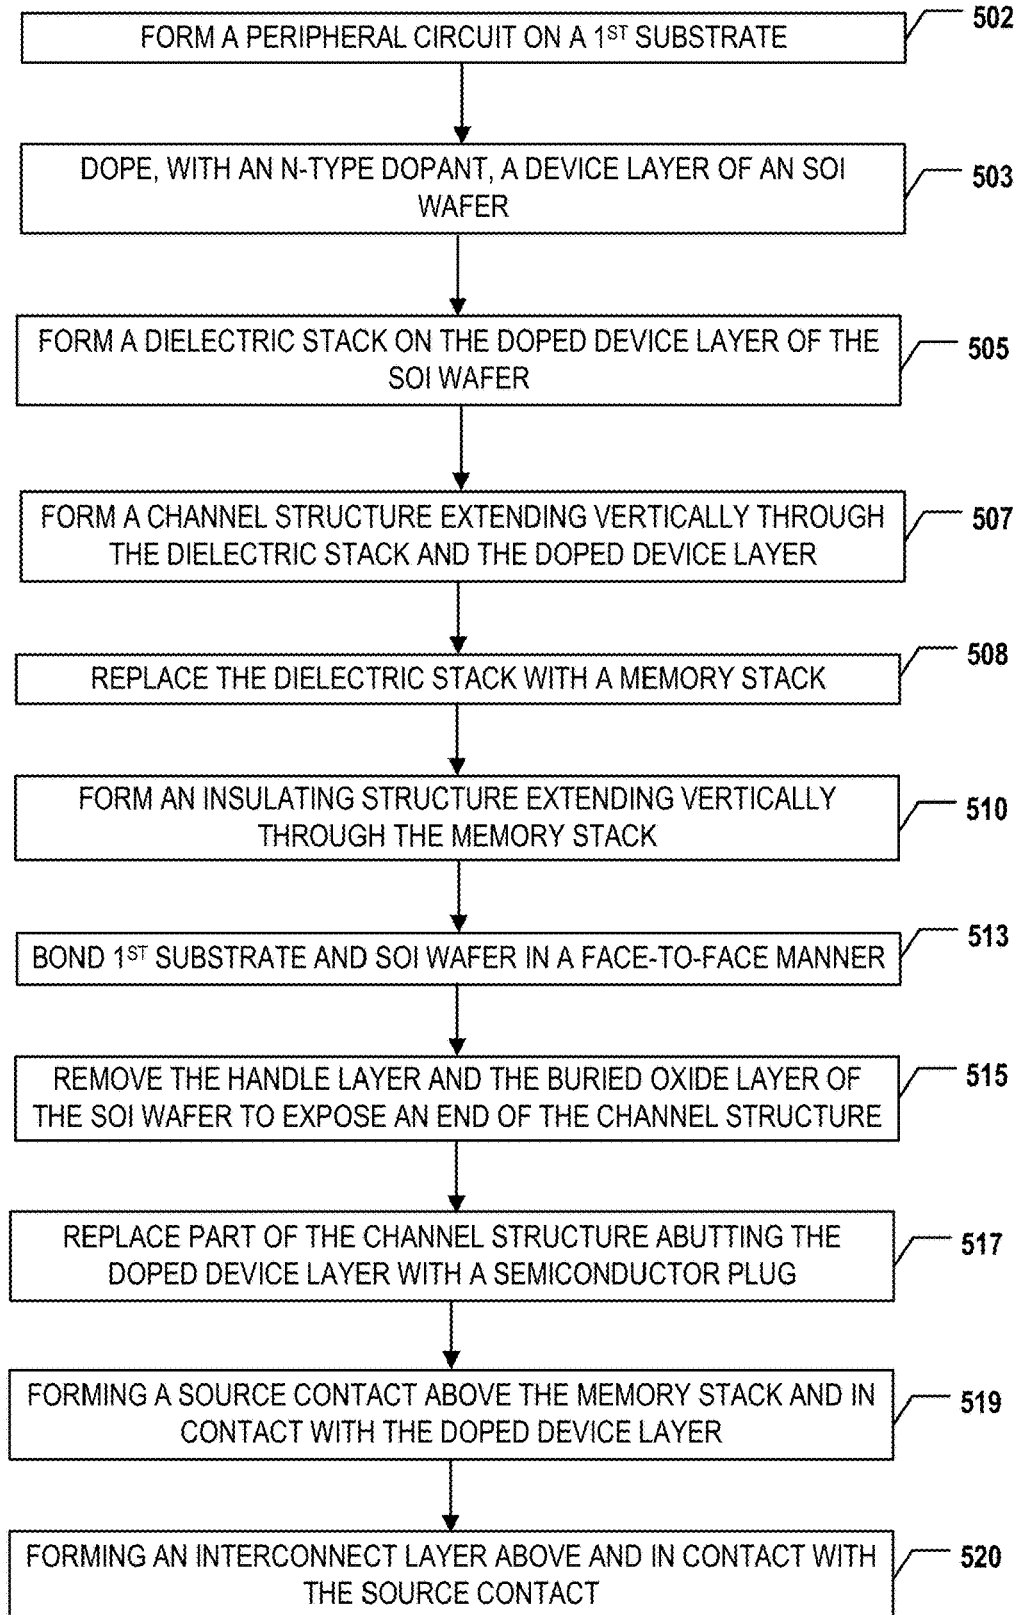 FORM A PERIPHERAL CIRCUIT ON A 1ST SUBSTRATE
502
DOPE, WITH AN N-TYPE DOPANT, A DEVICE LAYER OF AN SOI
WAFER
503
FORM A DIELECTRIC STACK ON THE DOPED DEVICE LAYER OF THE
SOI WAFER
505
FORM A CHANNEL STRUCTURE EXTENDING VERTICALLY THROUGH
THE DIELECTRIC STACK AND THE DOPED DEVICE LAYER
507
REPLACE THE DIELECTRIC STACK WITH A MEMORY STACK
508
FORM AN INSULATING STRUCTURE EXTENDING VERTICALLY
THROUGH THE MEMORY STACK
510
BOND 1ST SUBSTRATE AND SOI WAFER IN A FACE-TO-FACE MANNER
513
REMOVE THE HANDLE LAYER AND THE BURIED OXIDE LAYER OF
THE SOI WAFER TO EXPOSE AN END OF THE CHANNEL STRUCTURE
515
REPLACE PART OF THE CHANNEL STRUCTURE ABUTTING THE
DOPED DEVICE LAYER WITH A SEMICONDUCTOR PLUG
517
FORMING A SOURCE CONTACT ABOVE THE MEMORY STACK AND IN
CONTACT WITH THE DOPED DEVICE LAYER
519
FORMING AN INTERCONNECT LAYER ABOVE AND IN CONTACT WITH
THE SOURCE CONTACT
520